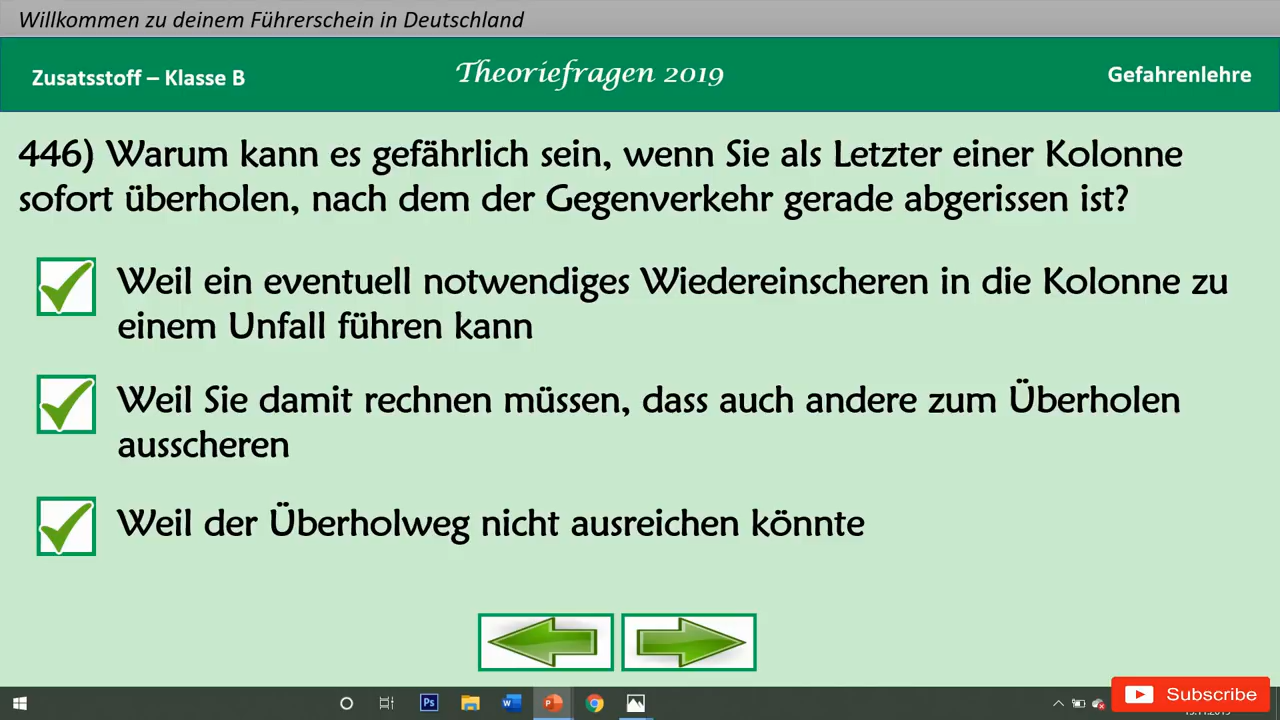 Willkommen zu deinem Führerschein in Deutschland
Zusatsstoff – Klasse B
Theoriefragen 2019
Gefahrenlehre
446) Warum kann es gefährlich sein, wenn Sie als Letzter einer Kolonne
sofort überholen, nach dem der Gegenverkehr gerade abgerissen ist?
Weil ein eventuell notwendiges Wiedereinscheren in die Kolonne zu
einem Unfall führen kann
Weil Sie damit rechnen müssen, dass auch andere zum Überholen
ausscheren
Weil der Überholweg nicht ausreichen könnte
Ps
W
P
Subscribe